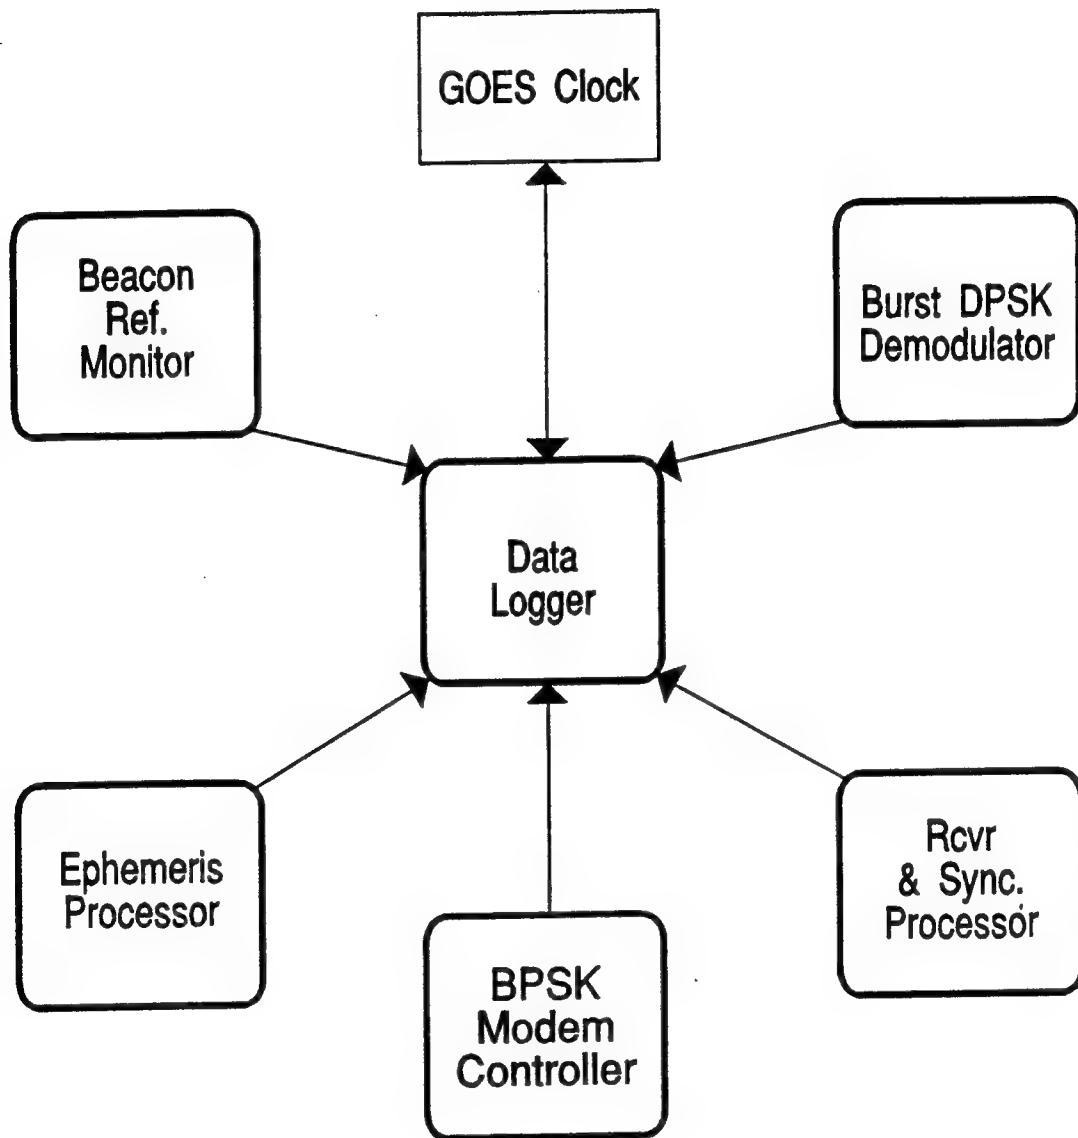 GOES Clock
Beacon
Ref.
Monitor
Burst DPSK
Demodulator
Data
Logger
Ephemeris
Processor
BPSK
Modem
Controller
Rcvr
& Sync.
Processor